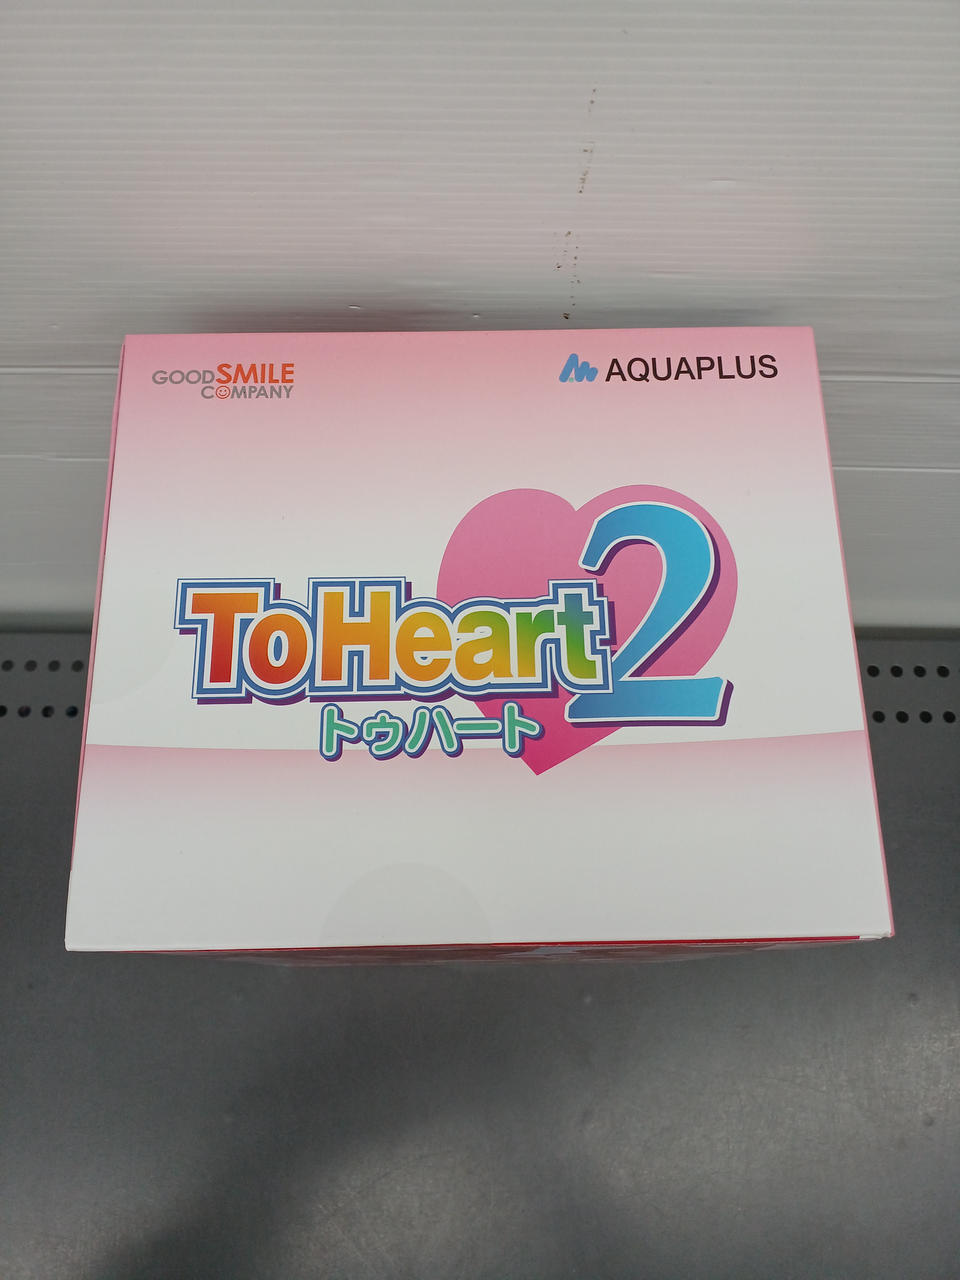 GOODSMILE
COMPANY
AQUAPLUS
ToHeart2
トゥハート